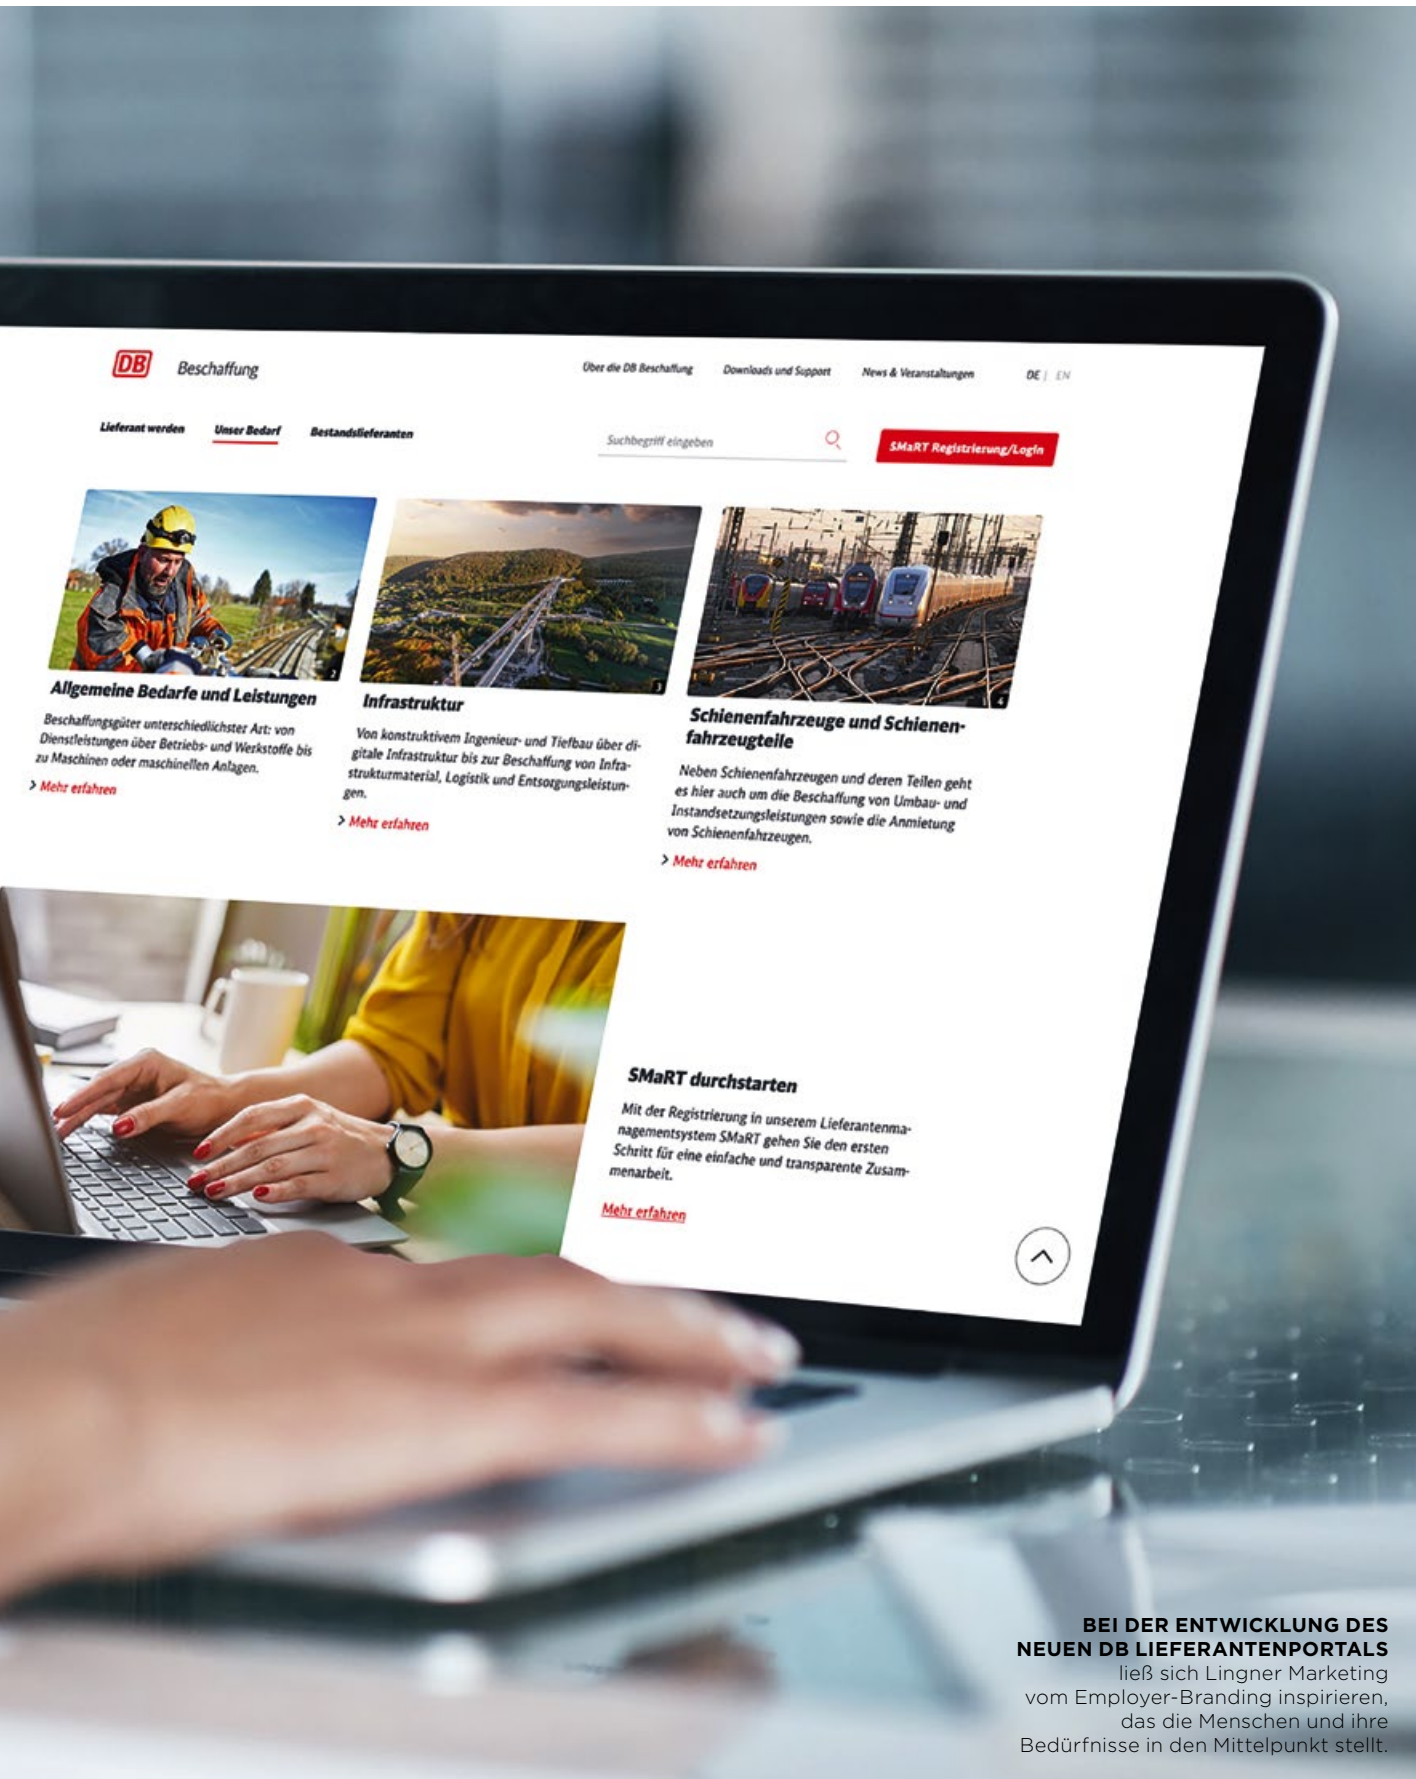 DB
Beschaffung
Über die DB Beschaffung
Downloads und Support
News & Veranstaltungen
DE | EN
Lieferant werden
Unser Bedarf
Bestandslieferanten
Suchbegriff eingeben
SMaRT Registrierung/Login
2
Allgemeine Bedarfe und Leistungen
Beschaffungsgüter unterschiedlichster Art: von
Dienstleistungen über Betriebs- und Werkstoffe bis
zu Maschinen oder maschinellen Anlagen.
> Mehr erfahren
3
Infrastruktur
Von konstruktivem Ingenieur- und Tiefbau über di-
gitale Infrastruktur bis zur Beschaffung von Infra-
strukturmaterial, Logistik und Entsorgungsleistun-
gen.
> Mehr erfahren
4
Schienenfahrzeuge und Schienen-
fahrzeugteile
Neben Schienenfahrzeugen und deren Teilen geht
es hier auch um die Beschaffung von Umbau- und
Instandsetzungsleistungen sowie die Anmietung
von Schienenfahrzeugen.
> Mehr erfahren
SMaRT durchstarten
Mit der Registrierung in unserem Lieferantenma-
nagementsystem SMaRT gehen Sie den ersten
Schritt für eine einfache und transparente Zusam-
menarbeit.
Mehr erfahren
BEI DER ENTWICKLUNG DES
NEUEN DB LIEFERANTENPORTALS
ließ sich Lingner Marketing
vom Employer-Branding inspirieren,
das die Menschen und ihre
Bedürfnisse in den Mittelpunkt stellt.